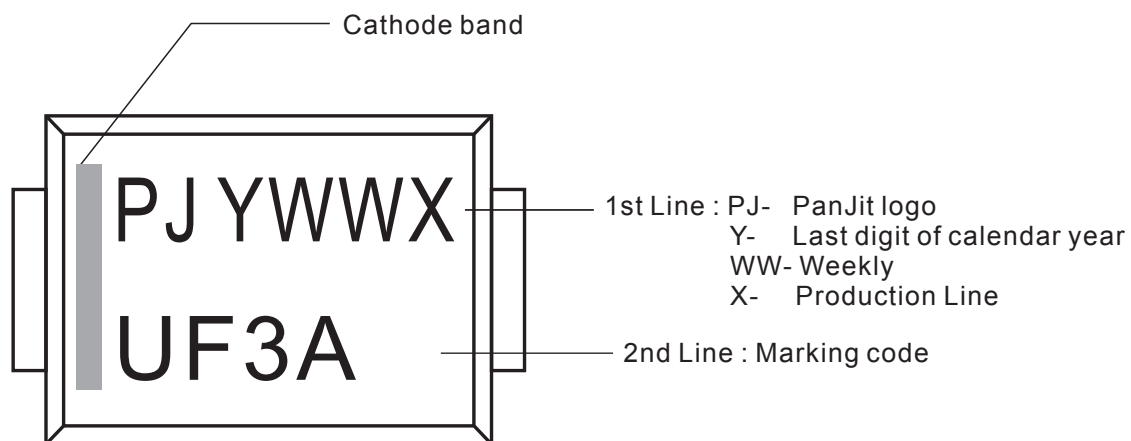 Cathode band
PJ YWWX
1st Line : PJ- PanJit logo
Y- Last digit of calendar year
WW- Weekly
X- Production Line
UF3A
2nd Line : Marking code